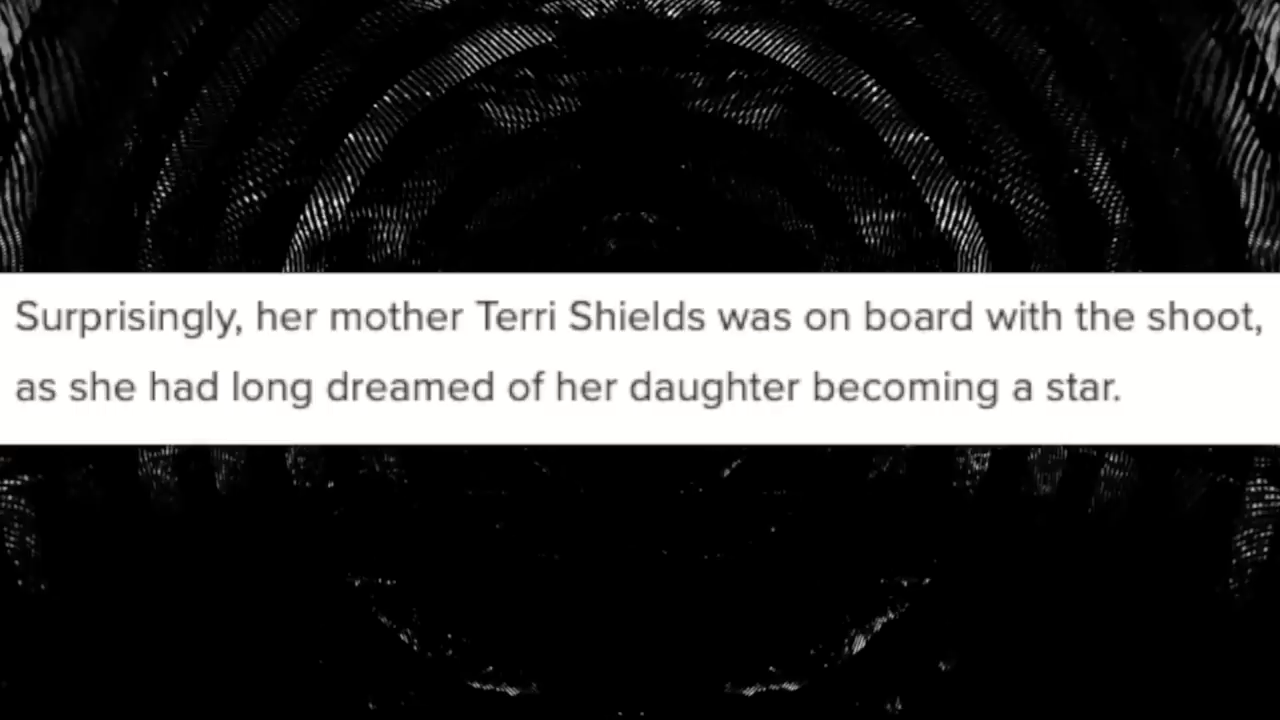 Surprisingly, her mother Terri Shields was on board with the shoot,
as she had long dreamed of her daughter becoming a star.